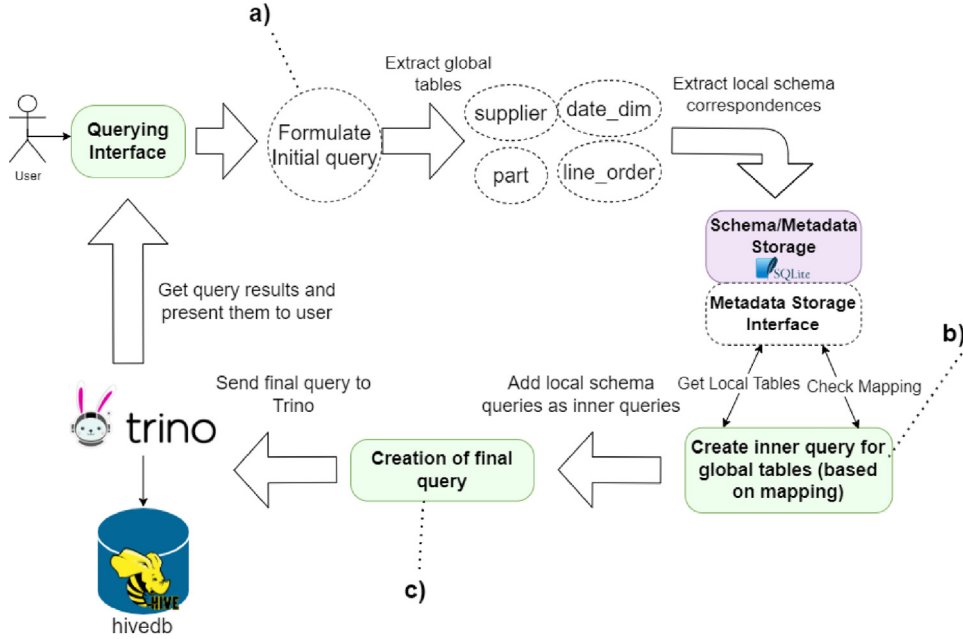 a)
Extract global
tables
Extract local schema
correspondences
User
Querying
Interface
Formulate
Initial query
supplier
date_dim
part
line_order
Schema/Metadata
Storage
SQLite
Metadata Storage
Interface
b)
Get Local Tables
Check Mapping
Create inner query for
global tables (based
on mapping)
Add local schema
queries as inner queries
Creation of final
query
c)
Send final query to
Trino
Get query results and
present them to user
trino
HIVE
hivedb